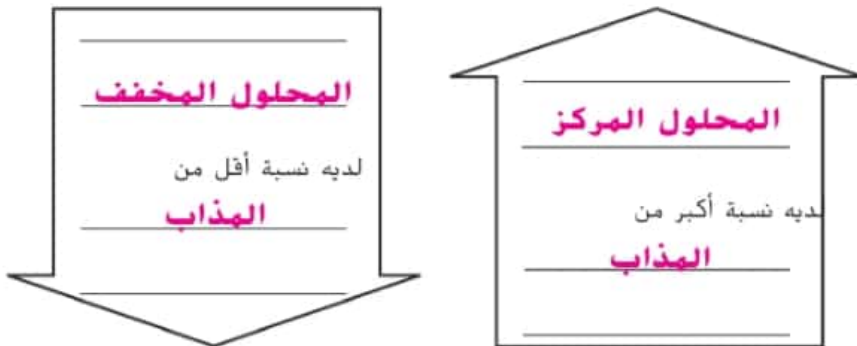 المحلول المركز
لديه نسبة أكبر من
المذاب
المحلول المخفف
لديه نسبة أقل من
المذاب